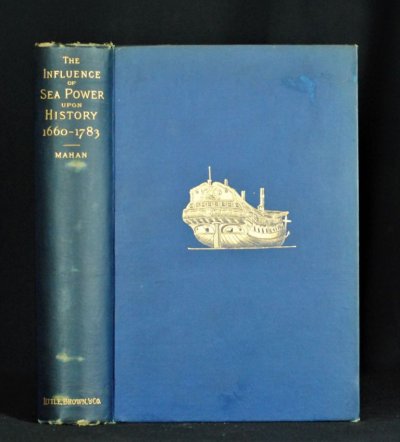 THE
INFLUENCE
OF
SEA POWER
UPON
HISTORY
1660-1783
MAHAN
LITTLE, BROWN, & CO.